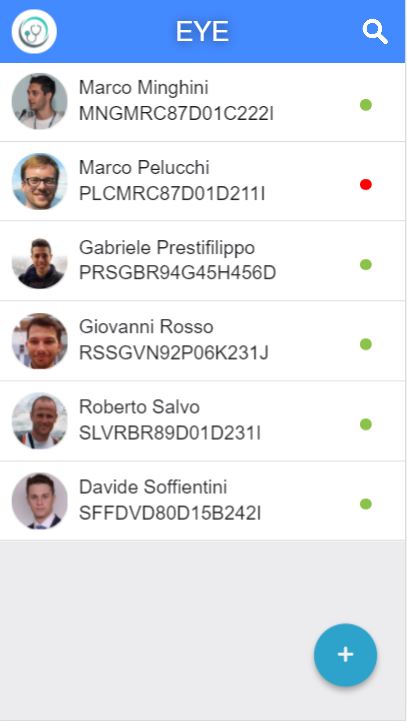 EYE
Marco Minghini
MNGMRC87D01C222I
Marco Pelucchi
PLCMRC87D01D211I
Gabriele Prestifilippo
PRSGBR94G45H456D
Giovanni Rosso
RSSGVN92P06K231J
Roberto Salvo
SLVRBR89D01D231I
Davide Soffientini
SFFDVD80D15B242I